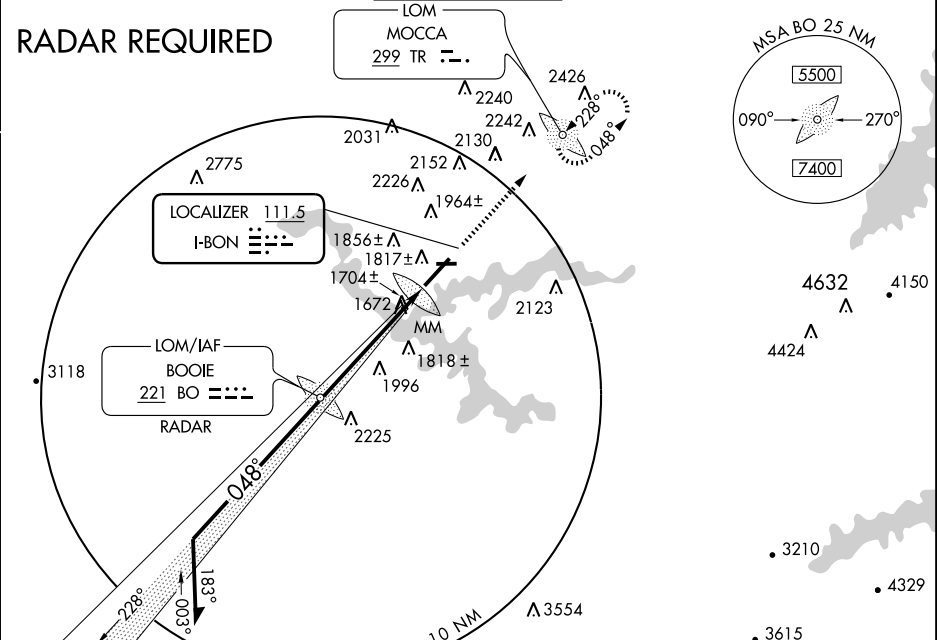 RADAR REQUIRED
LOM
MOCCA
299 TR
MSA BO 25 NM
5500
090°
270°
7400
2426
2240
228°
2242
048°
2031
2130
2775
2152
2226
1964±
LOCALIZER 111.5
I-BON
1856±
1817±
1704±
1672
MM
2123
4632
4150
4424
LOM/IAF
BOOIE
221 BO
RADAR
3118
1818±
1996
2225
048°
3210
183°
003°
228°
4329
10 NM
3554
3615